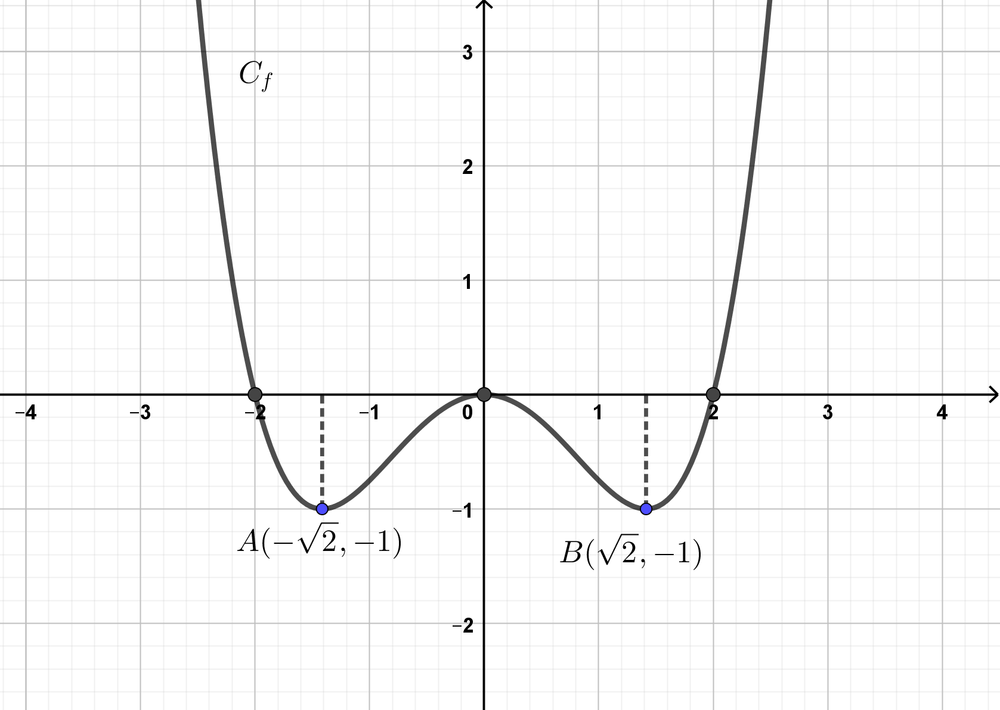 3
C_f
2
1
−4 −3 −2 −1 0 1 2 3 4
−1
A(−√2, −1)
B(√2, −1)
−2